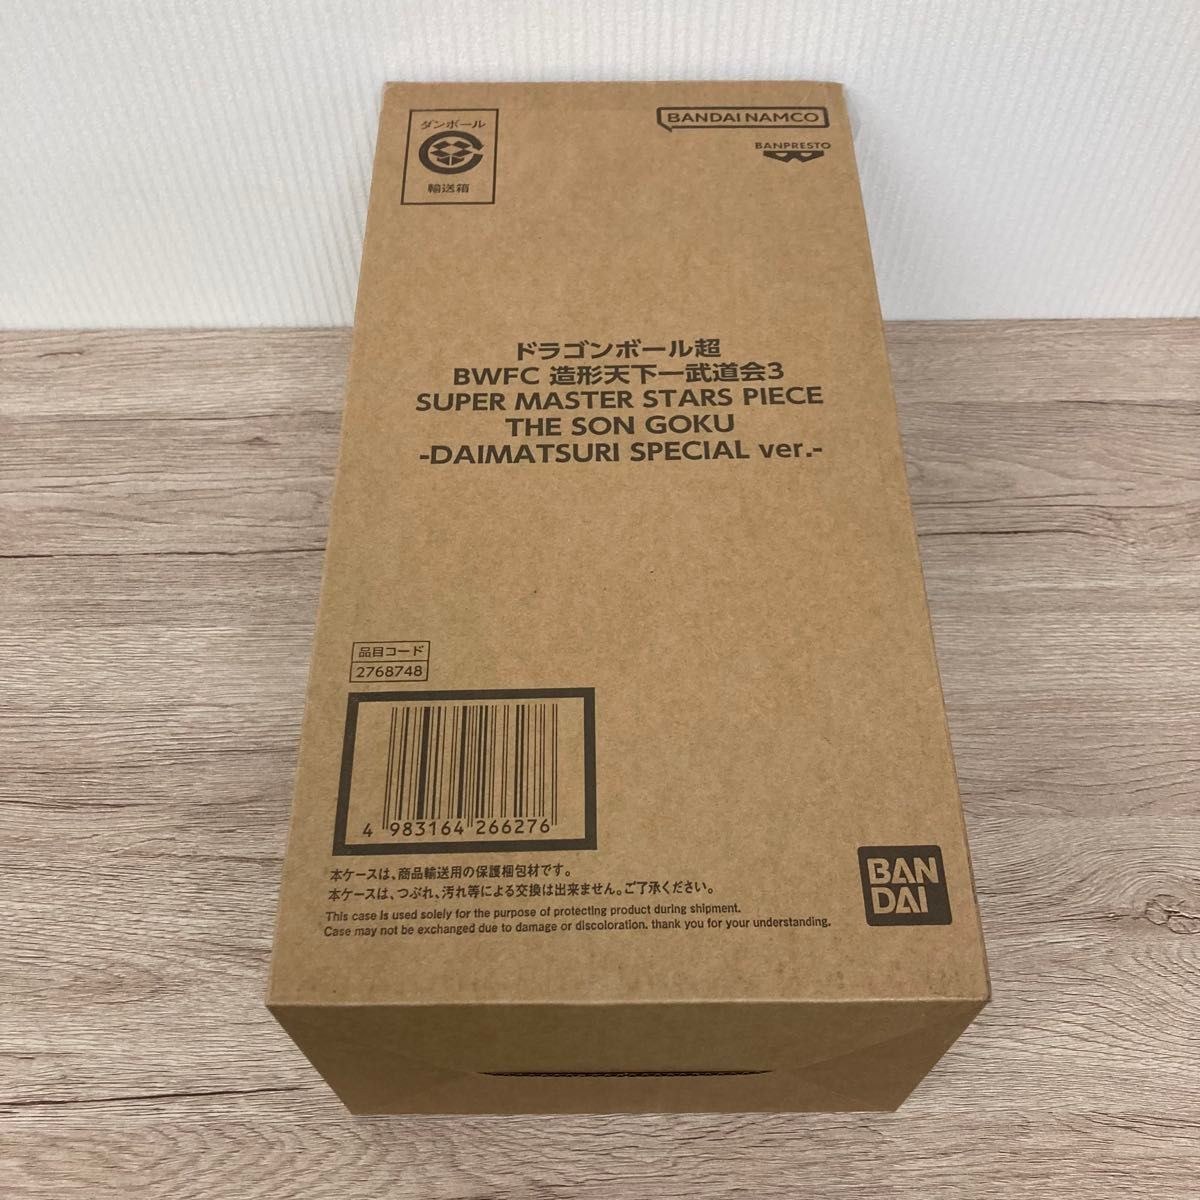 ダンボール
輸送箱
BANDAI NAMCO
BANPRESTO
ドラゴンボール超
BWFC 造形天下一武道会3
SUPER MASTER STARS PIECE
THE SON GOKU
-DAIMATSURI SPECIAL ver.-
品目コード
2768748
4 983164 266276
本ケースは、商品輸送用の保護梱包材です。
本ケースは、つぶれ、汚れ等による交換は出来ません。ご了承ください。
This case is used solely for the purpose of protecting product during shipment.
Case may not be exchanged due to damage or discoloration. thank you for your understanding.
BAN
DAI